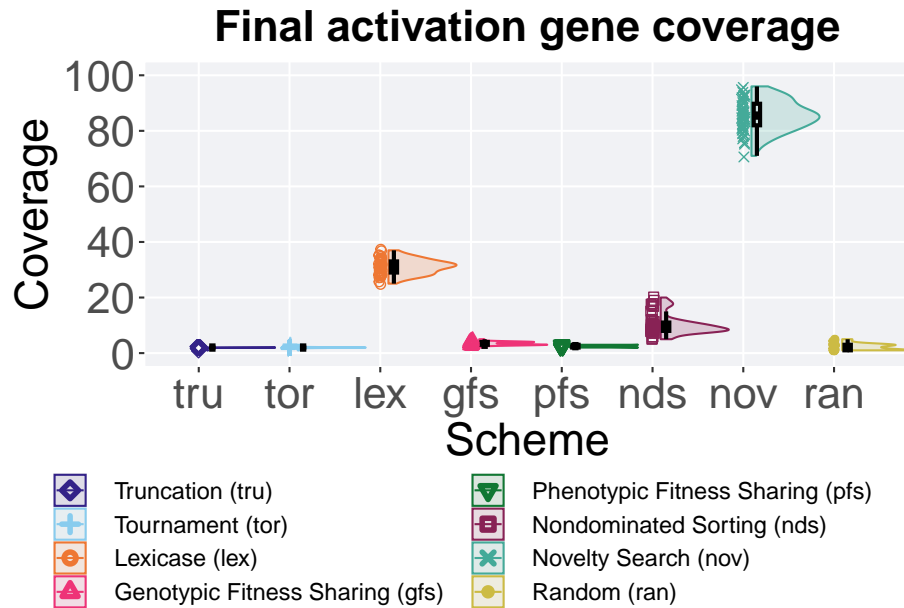 Final activation gene coverage
100
80
60
40
20
0
Coverage
tru tor lex gfs pfs nds nov ran
Scheme
Truncation (tru)
Tournament (tor)
Lexicase (lex)
Genotypic Fitness Sharing (gfs)
Phenotypic Fitness Sharing (pfs)
Nondominated Sorting (nds)
Novelty Search (nov)
Random (ran)